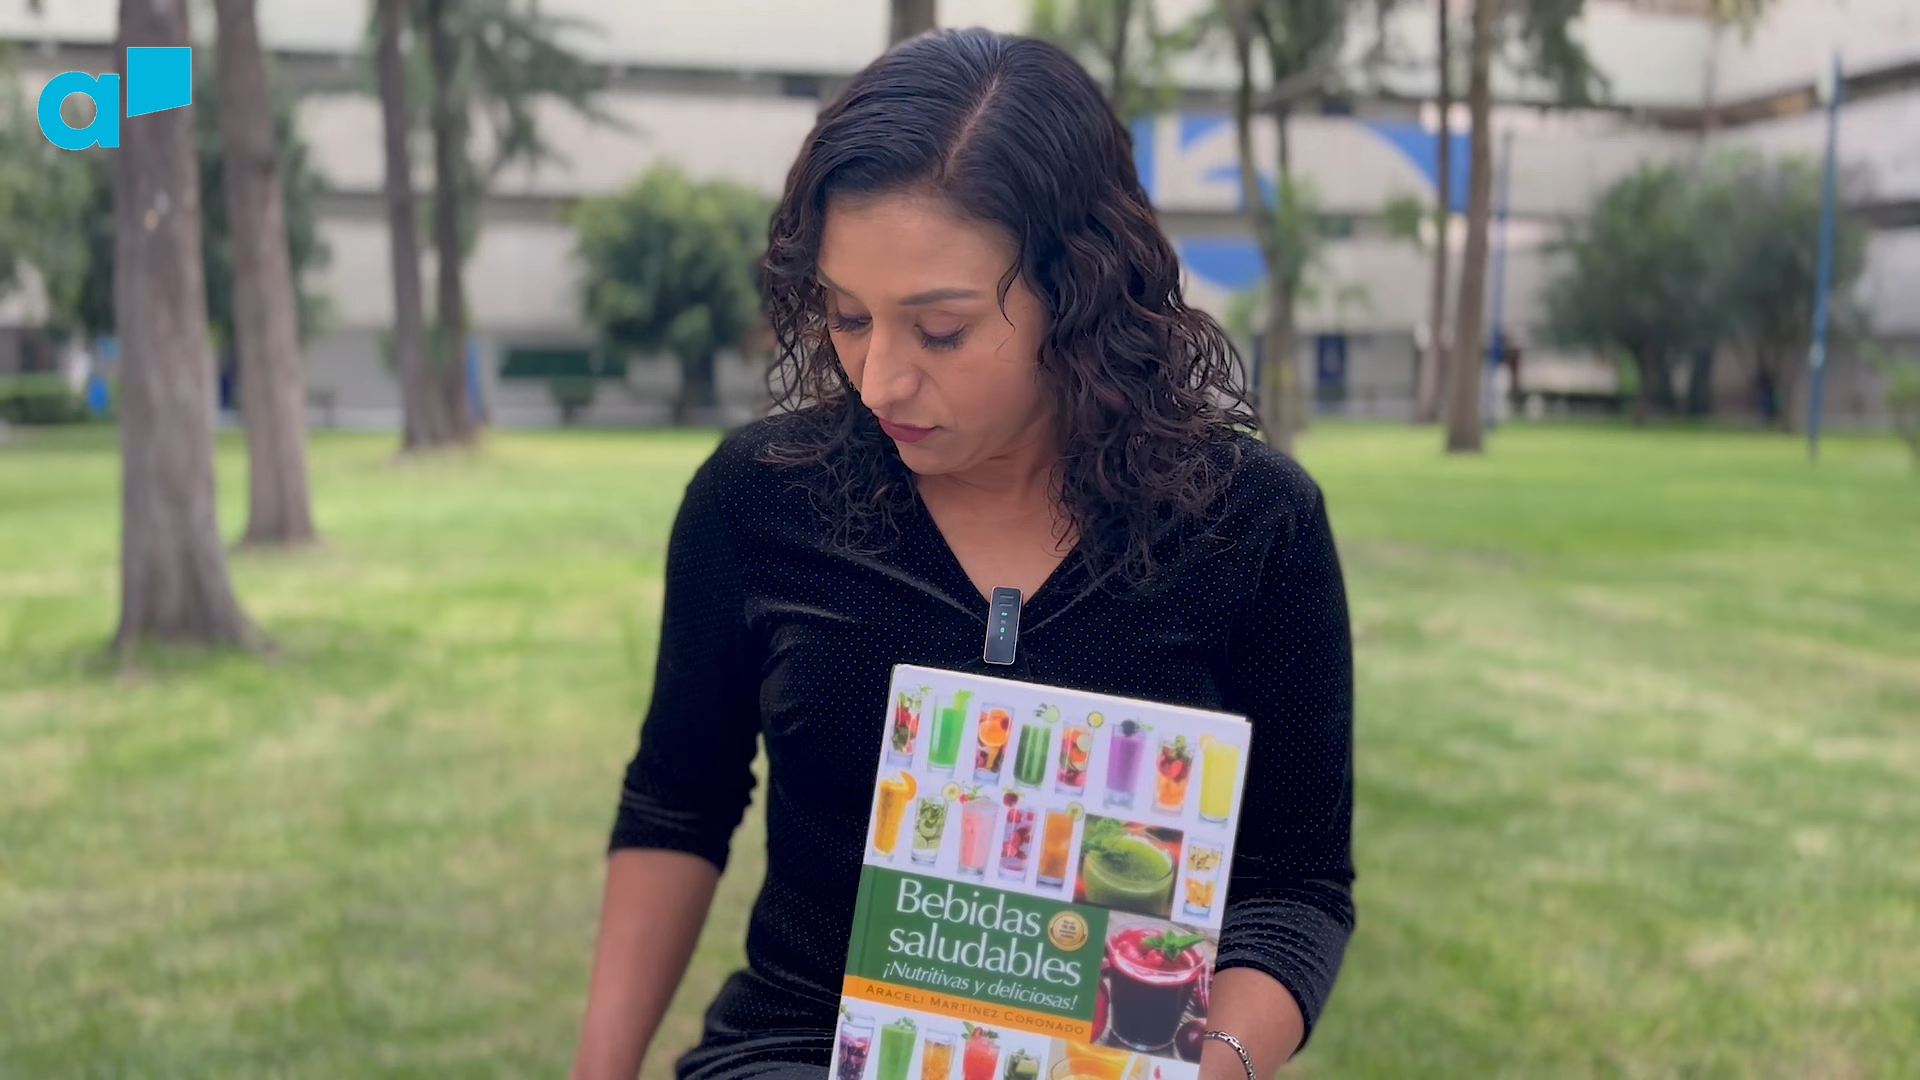 a
Bebidas
saludables
¡Nutritivas y deliciosas!
ARACELI MARTÍNEZ CORONADO